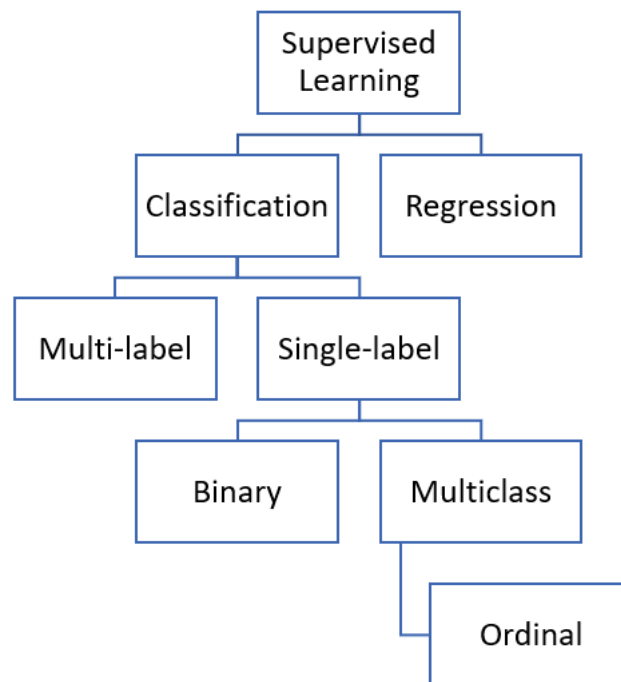 Supervised
Learning
Classification
Regression
Multi-label
Single-label
Binary
Multiclass
Ordinal